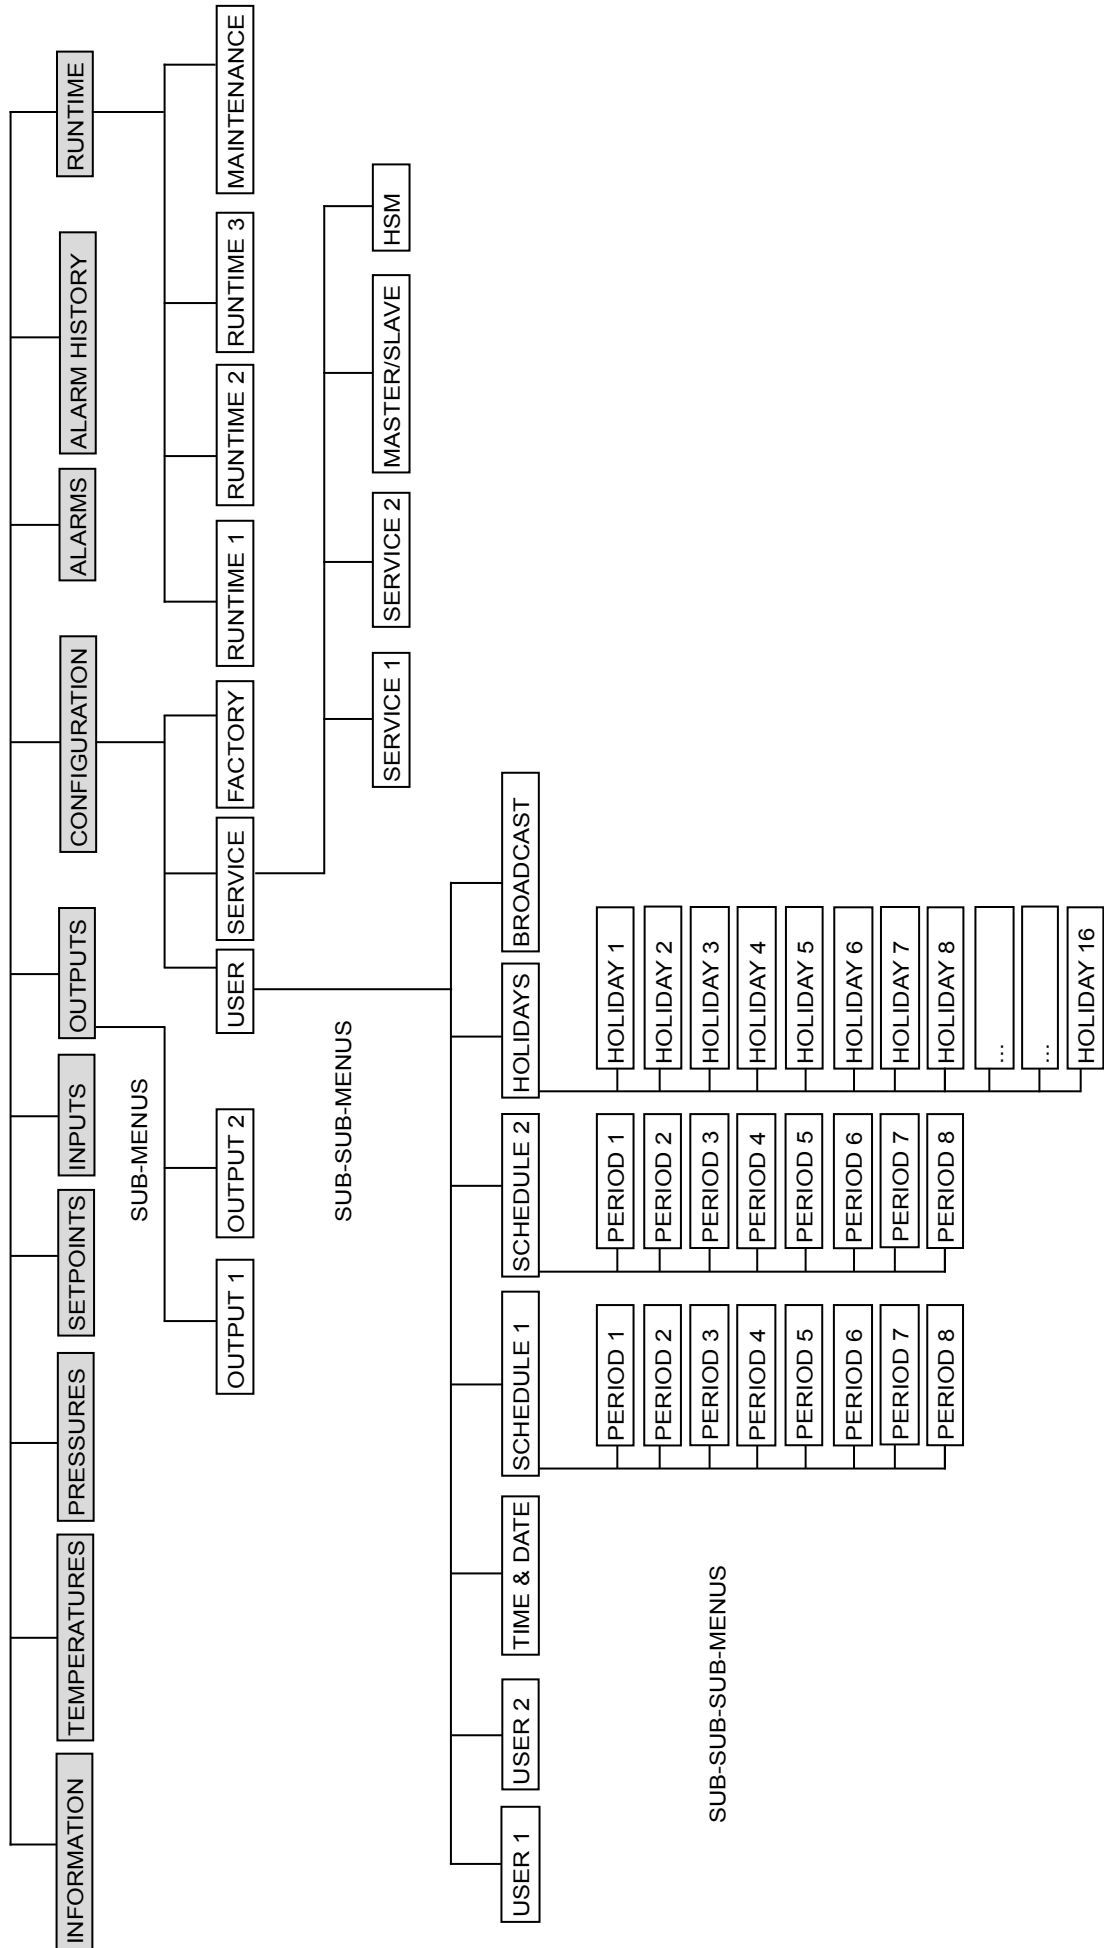 INFORMATION
TEMPERATURES
PRESSURES
SETPOINTS
INPUTS
OUTPUTS
CONFIGURATION
ALARMS
ALARM HISTORY
RUNTIME
SUB-MENUS
OUTPUT 1
OUTPUT 2
USER
SERVICE
FACTORY
RUNTIME 1
RUNTIME 2
RUNTIME 3
MAINTENANCE
SUB-SUB-MENUS
SERVICE 1
SERVICE 2
MASTER/SLAVE
HSM
USER 1
USER 2
TIME & DATE
SCHEDULE 1
SCHEDULE 2
HOLIDAYS
BROADCAST
SUB-SUB-SUB-MENUS
PERIOD 1
PERIOD 2
PERIOD 3
PERIOD 4
PERIOD 5
PERIOD 6
PERIOD 7
PERIOD 8
PERIOD 1
PERIOD 2
PERIOD 3
PERIOD 4
PERIOD 5
PERIOD 6
PERIOD 7
PERIOD 8
HOLIDAY 1
HOLIDAY 2
HOLIDAY 3
HOLIDAY 4
HOLIDAY 5
HOLIDAY 6
HOLIDAY 7
HOLIDAY 8
...
...
HOLIDAY 16